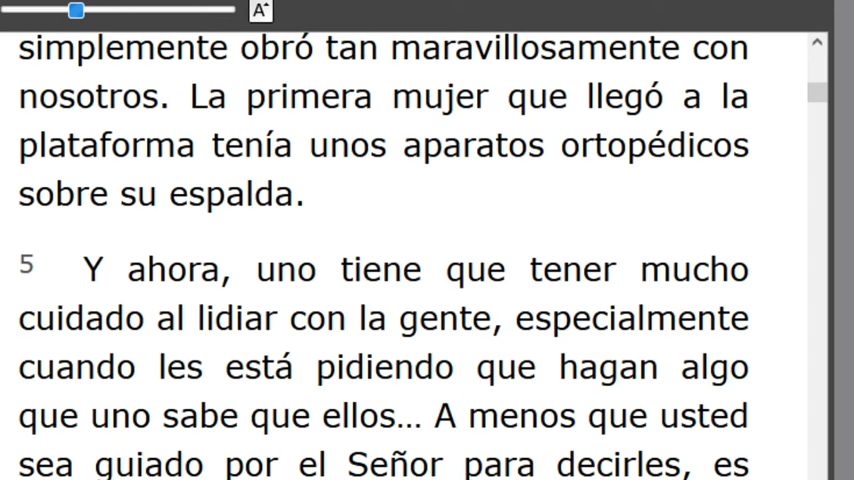 A
simplemente obró tan maravillosamente con
nosotros. La primera mujer que llegó a la
plataforma tenía unos aparatos ortopédicos
sobre su espalda.
5 Y ahora, uno tiene que tener mucho
cuidado al lidiar con la gente, especialmente
cuando les está pidiendo que hagan algo
que uno sabe que ellos... A menos que usted
sea guiado por el Señor para decirles, es